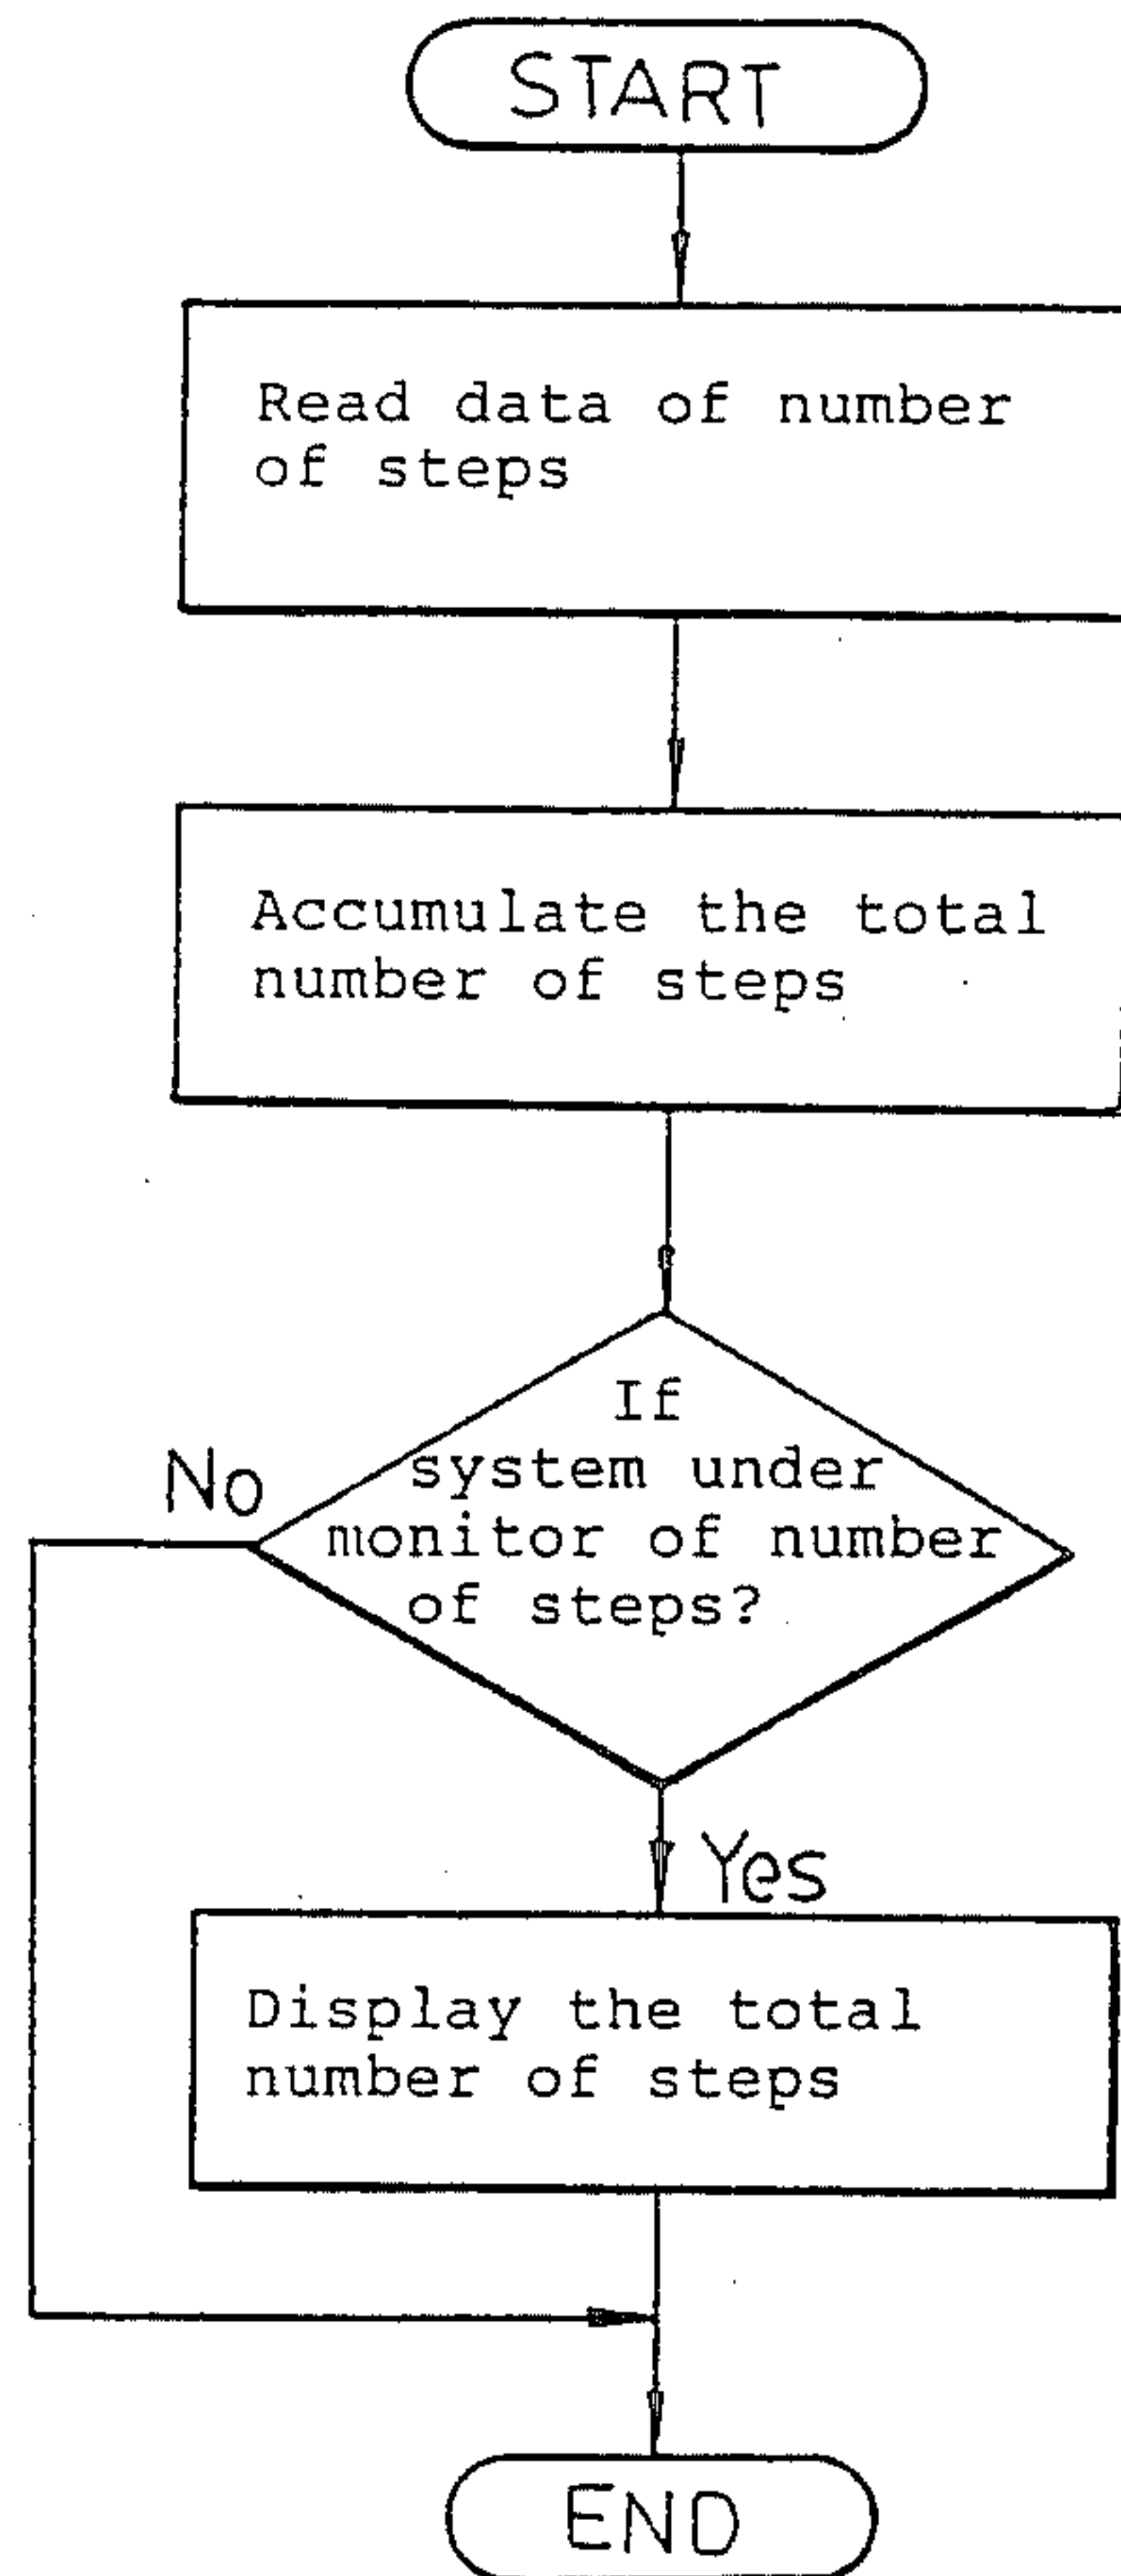 START
Read data of number
of steps
Accumulate the total
number of steps
If
system under
monitor of number
of steps?
No
Yes
Display the total
number of steps
END